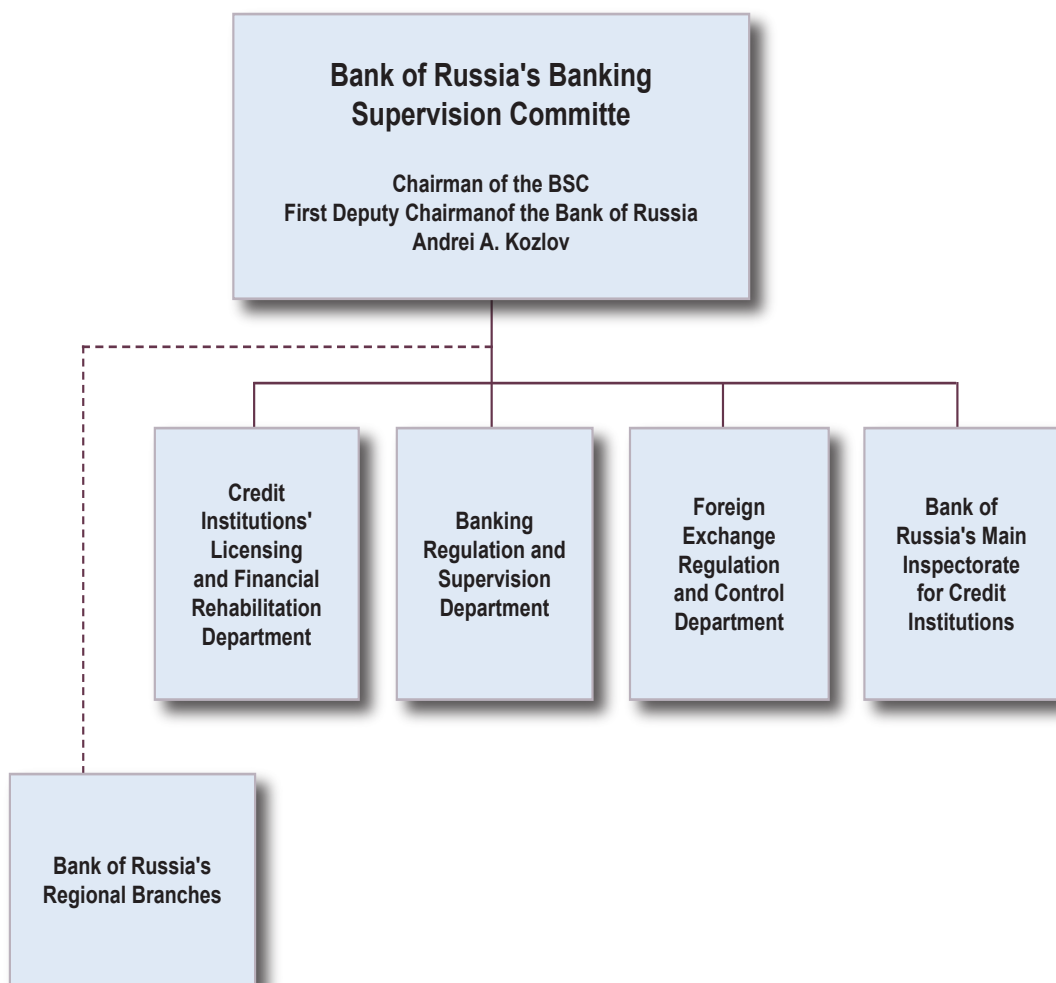 Bank of Russia's Banking
Supervision Committe
Chairman of the BSC
First Deputy Chairmanof the Bank of Russia
Andrei A. Kozlov
Credit
Institutions'
Licensing
and Financial
Rehabilitation
Department
Banking
Regulation and
Supervision
Department
Foreign
Exchange
Regulation
and Control
Department
Bank of
Russia's Main
Inspectorate
for Credit
Institutions
Bank of Russia's
Regional Branches